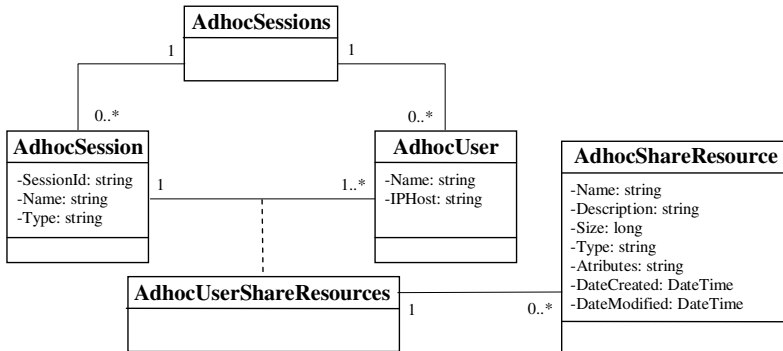 AdhocSessions
1
1
0..*
0..*
AdhocSession
-SessionId: string
-Name: string
-Type: string
1
1..*
AdhocUser
-Name: string
-IPHost: string
AdhocShareResource
-Name: string
-Description: string
-Size: long
-Type: string
-Atributes: string
-DateCreated: DateTime
-DateModified: DateTime
AdhocUserShareResources
1
0..*